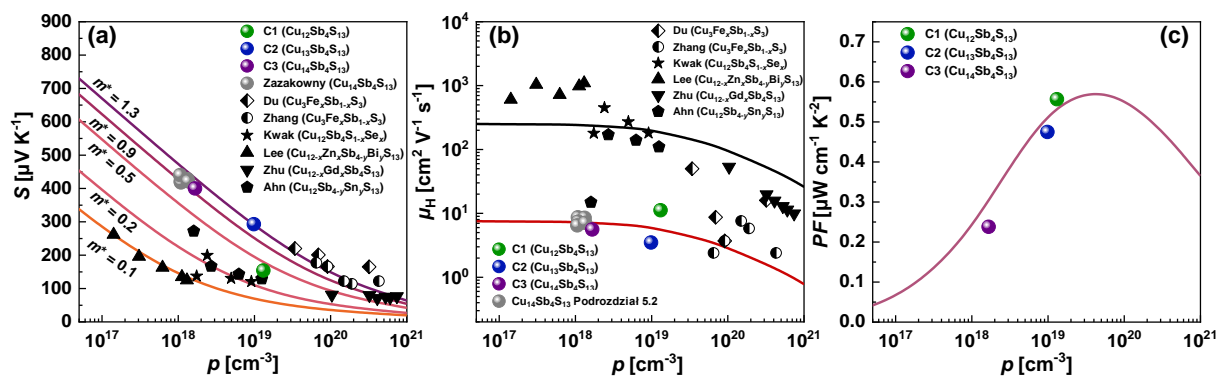 (a)
S [µV K⁻¹]
900
800
700
600
500
400
300
200
100
0
m* = 1.3
m* = 0.9
m* = 0.5
m* = 0.2
m* = 0.1
C1 (Cu₁₂Sb₄S₁₃)
C2 (Cu₁₃Sb₄S₁₃)
C3 (Cu₁₄Sb₄S₁₃)
Zazakowny (Cu₁₄Sb₄S₁₃)
Du (Cu₃FeₓSb₁₋ₓS₃)
Zhang (Cu₃FeₓSb₁₋ₓS₃)
Kwak (Cu₁₂Sb₄S₁₋ₓSeₓ)
Lee (Cu₁₂₋ₓZnₓSb₄₋yBiyS₁₃)
Zhu (Cu₁₂₋ₓGdₓSb₄S₁₃)
Ahn (Cu₁₂Sb₄₋ySnyS₁₃)
10¹⁷ 10¹⁸ 10¹⁹ 10²⁰ 10²¹
p [cm⁻³]
(b)
µH [cm² V⁻¹ s⁻¹]
10⁴
10³
10²
10¹
10⁰
Du (Cu₃FeₓSb₁₋ₓS₃)
Zhang (Cu₃FeₓSb₁₋ₓS₃)
Kwak (Cu₁₂Sb₄S₁₋ₓSeₓ)
Lee (Cu₁₂₋ₓZnₓSb₄₋yBiyS₁₃)
Zhu (Cu₁₂₋ₓGdₓSb₄S₁₃)
Ahn (Cu₁₂Sb₄₋ySnyS₁₃)
C1 (Cu₁₂Sb₄S₁₃)
C2 (Cu₁₃Sb₄S₁₃)
C3 (Cu₁₄Sb₄S₁₃)
Cu₁₄Sb₄S₁₃ Podrozdział 5.2
10¹⁷ 10¹⁸ 10¹⁹ 10²⁰ 10²¹
p [cm⁻³]
(c)
PF [µW cm⁻¹ K⁻²]
0.7
0.6
0.5
0.4
0.3
0.2
0.1
0.0
C1 (Cu₁₂Sb₄S₁₃)
C2 (Cu₁₃Sb₄S₁₃)
C3 (Cu₁₄Sb₄S₁₃)
10¹⁷ 10¹⁸ 10¹⁹ 10²⁰ 10²¹
p [cm⁻³]